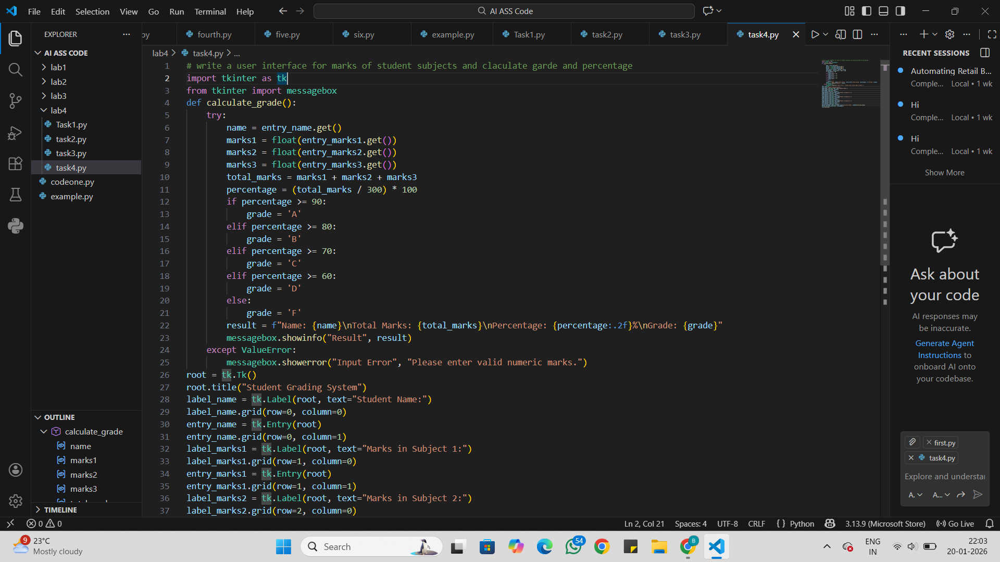 File Edit Selection View Go Run Terminal Help
AI ASS Code
EXPLORER
AI ASS CODE
lab1
lab2
lab3
lab4
Task1.py
task2.py
task3.py
task4.py
codeone.py
example.py
OUTLINE
calculate_grade
name
marks1
marks2
marks3
TIMELINE
py fourth.py five.py six.py example.py Task1.py task2.py task3.py task4.py
lab4 > task4.py > ...
1 # write a user interface for marks of student subjects and claculate garde and percentage
2 import tkinter as tk
3 from tkinter import messagebox
4 def calculate_grade():
5 try:
6 name = entry_name.get()
7 marks1 = float(entry_marks1.get())
8 marks2 = float(entry_marks2.get())
9 marks3 = float(entry_marks3.get())
10 total_marks = marks1 + marks2 + marks3
11 percentage = (total_marks / 300) * 100
12 if percentage >= 90:
13 grade = 'A'
14 elif percentage >= 80:
15 grade = 'B'
16 elif percentage >= 70:
17 grade = 'C'
18 elif percentage >= 60:
19 grade = 'D'
20 else:
21 grade = 'F'
22 result = f"Name: {name}\nTotal Marks: {total_marks}\nPercentage: {percentage:.2f}%\nGrade: {grade}"
23 messagebox.showinfo("Result", result)
24 except ValueError:
25 messagebox.showerror("Input Error", "Please enter valid numeric marks.")
26 root = tk.Tk()
27 root.title("Student Grading System")
28 label_name = tk.Label(root, text="Student Name:")
29 label_name.grid(row=0, column=0)
30 entry_name = tk.Entry(root)
31 entry_name.grid(row=0, column=1)
32 label_marks1 = tk.Label(root, text="Marks in Subject 1:")
33 label_marks1.grid(row=1, column=0)
34 entry_marks1 = tk.Entry(root)
35 entry_marks1.grid(row=1, column=1)
36 label_marks2 = tk.Label(root, text="Marks in Subject 2:")
37 label_marks2.grid(row=2, column=0)
RECENT SESSIONS
Automating Retail B...
Comple... Local • 1 wk
Hi
Comple... Local • 1 wk
Hi
Comple... Local • 1 wk
Show More
Ask about
your code
AI responses may
be inaccurate.
Generate Agent
Instructions to
onboard AI onto
your codebase.
first.py
task4.py
Explore and understa
A. A...
0 0
Ln 2, Col 21 Spaces: 4 UTF-8 CRLF {} Python 3.13.9 (Microsoft Store) Go Live
9
23°C
Mostly cloudy
Search
54
B
ENG
IN
22:03
20-01-2026